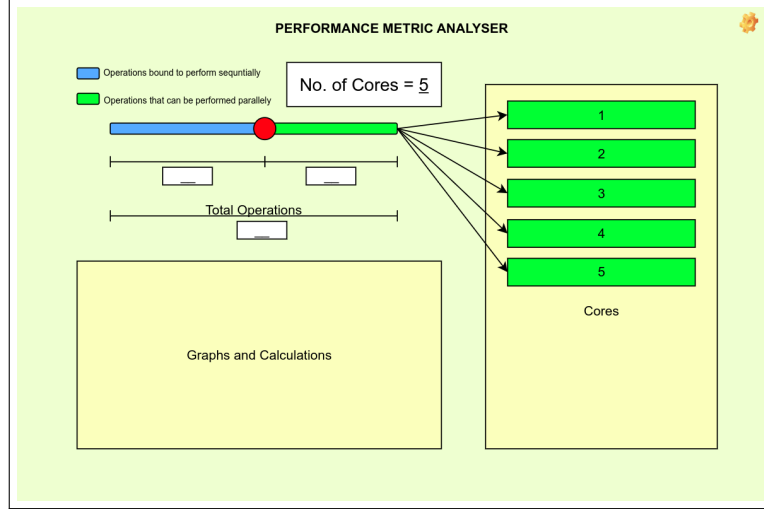 PERFORMANCE METRIC ANALYSER
Operations bound to perform sequntially
No. of Cores = 5
Operations that can be performed parallely
1
2
3
4
5
__ __
Total Operations
__
Cores
Graphs and Calculations